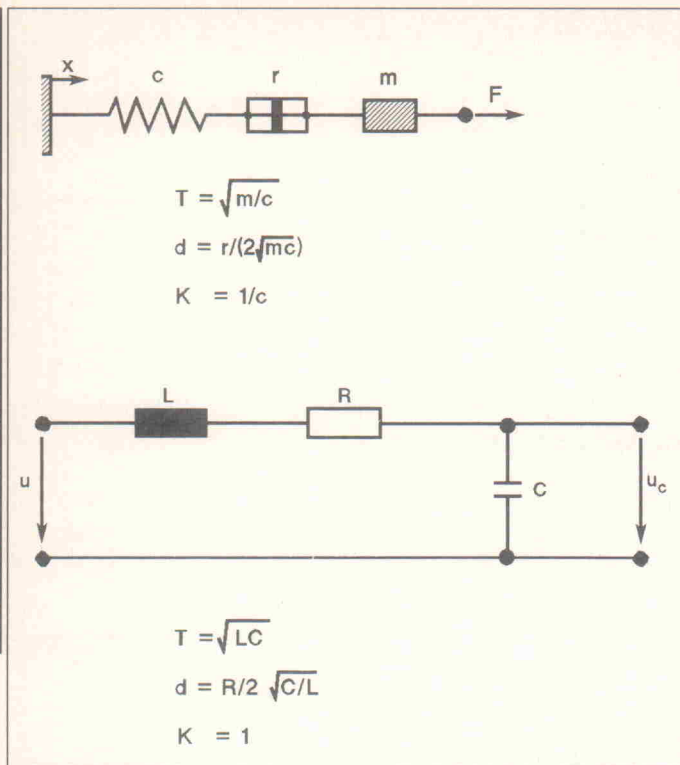 x
c r m
F
T = √m/c
d = r/(2√mc)
K = 1/c
L R
u C u_c
T = √LC
d = R/2 √C/L
K = 1